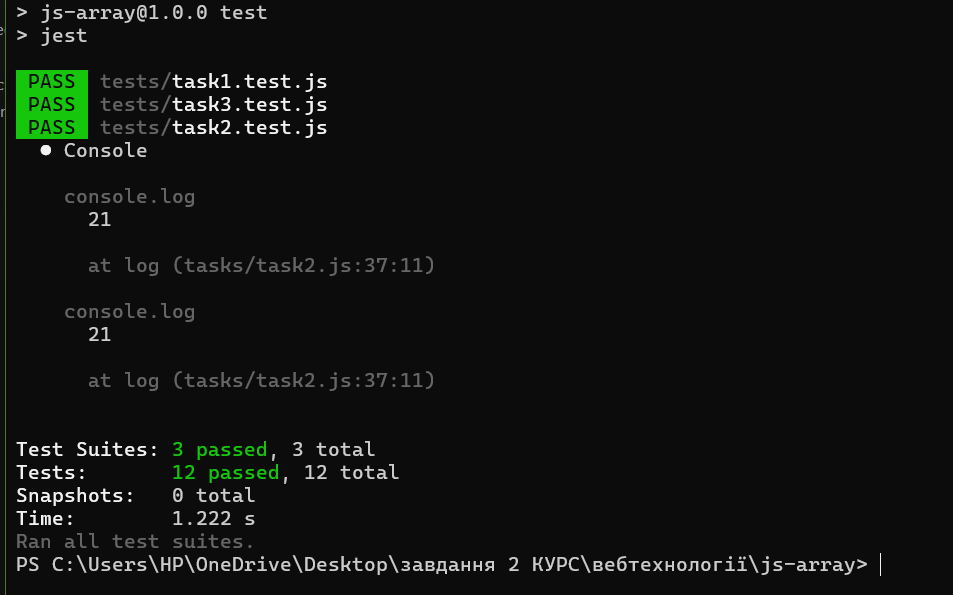 > js-array@1.0.0 test
> jest
PASS tests/task1.test.js
PASS tests/task3.test.js
PASS tests/task2.test.js
● Console
console.log
21
at log (tasks/task2.js:37:11)
console.log
21
at log (tasks/task2.js:37:11)
Test Suites: 3 passed, 3 total
Tests: 12 passed, 12 total
Snapshots: 0 total
Time: 1.222 s
Ran all test suites.
PS C:\Users\HP\OneDrive\Desktop\завдання 2 КУРС\вебтехнології\js-array>